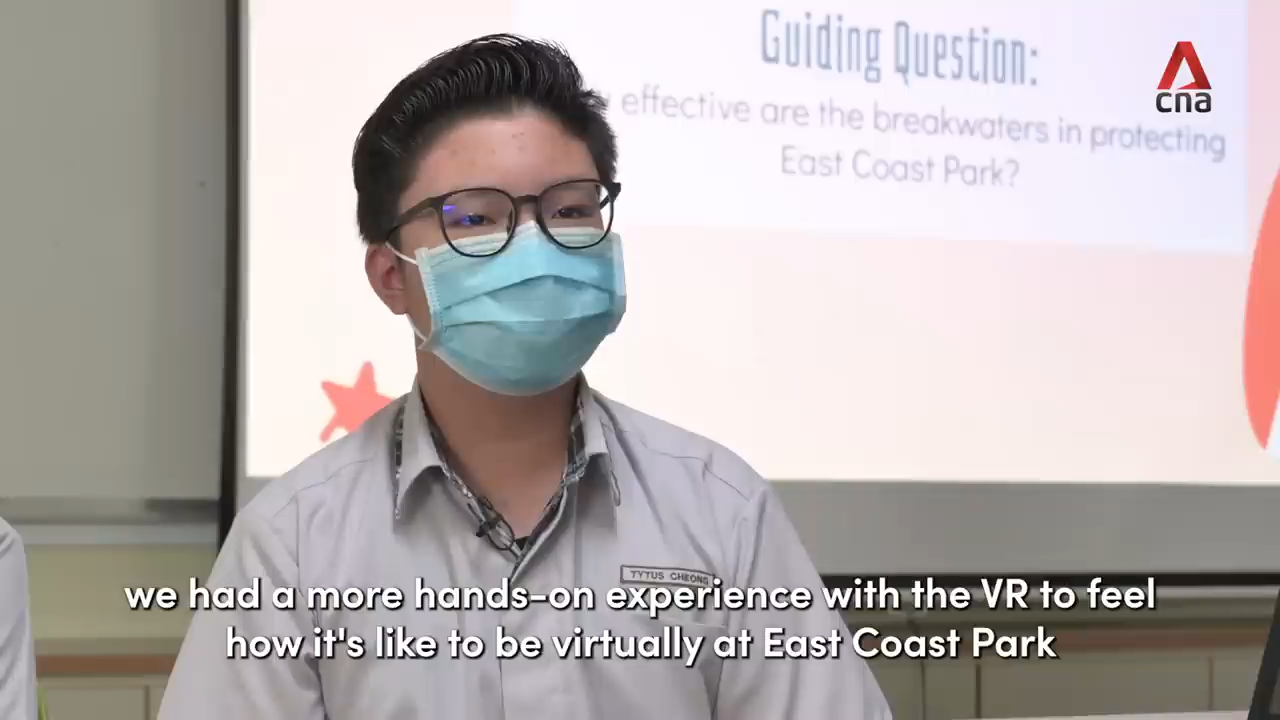 Guiding Question:
effective are the breakwaters in protecting
East Coast Park?
cna
TYTUS CHEONG
we had a more hands-on experience with the VR to feel
how it's like to be virtually at East Coast Park